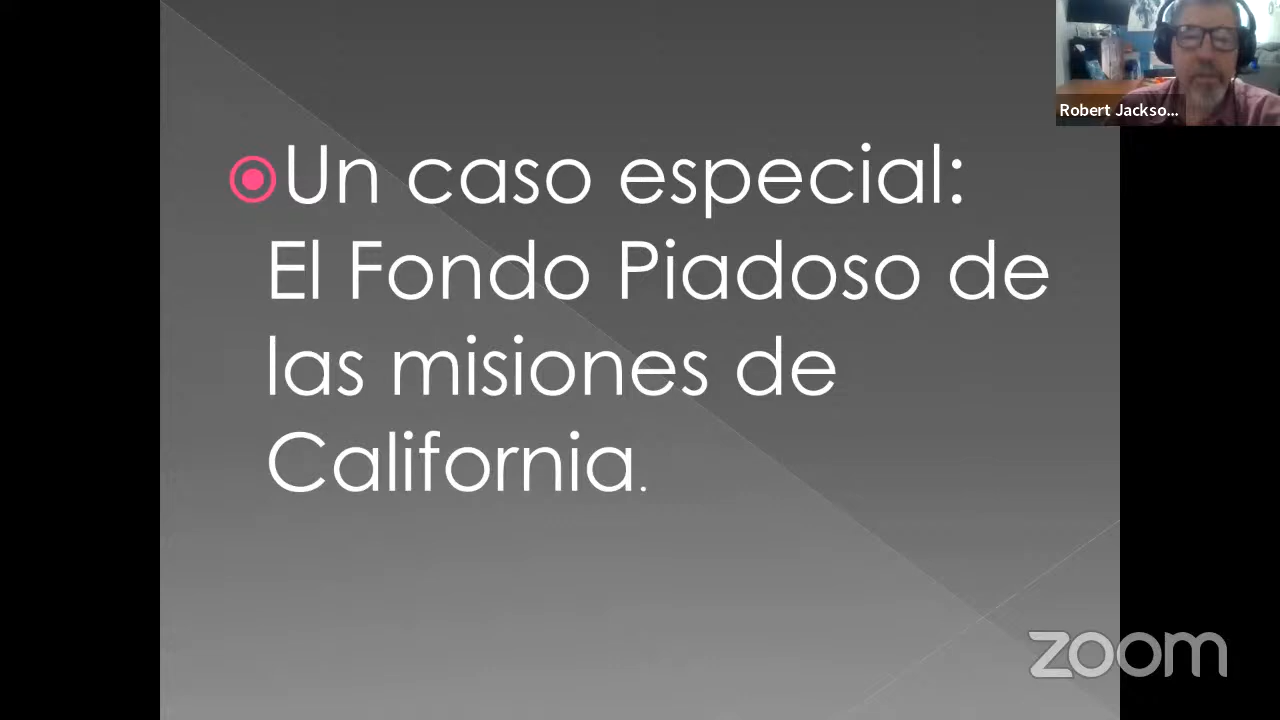 Robert Jackso...
Un caso especial:
El Fondo Piadoso de
las misiones de
California.
zoom